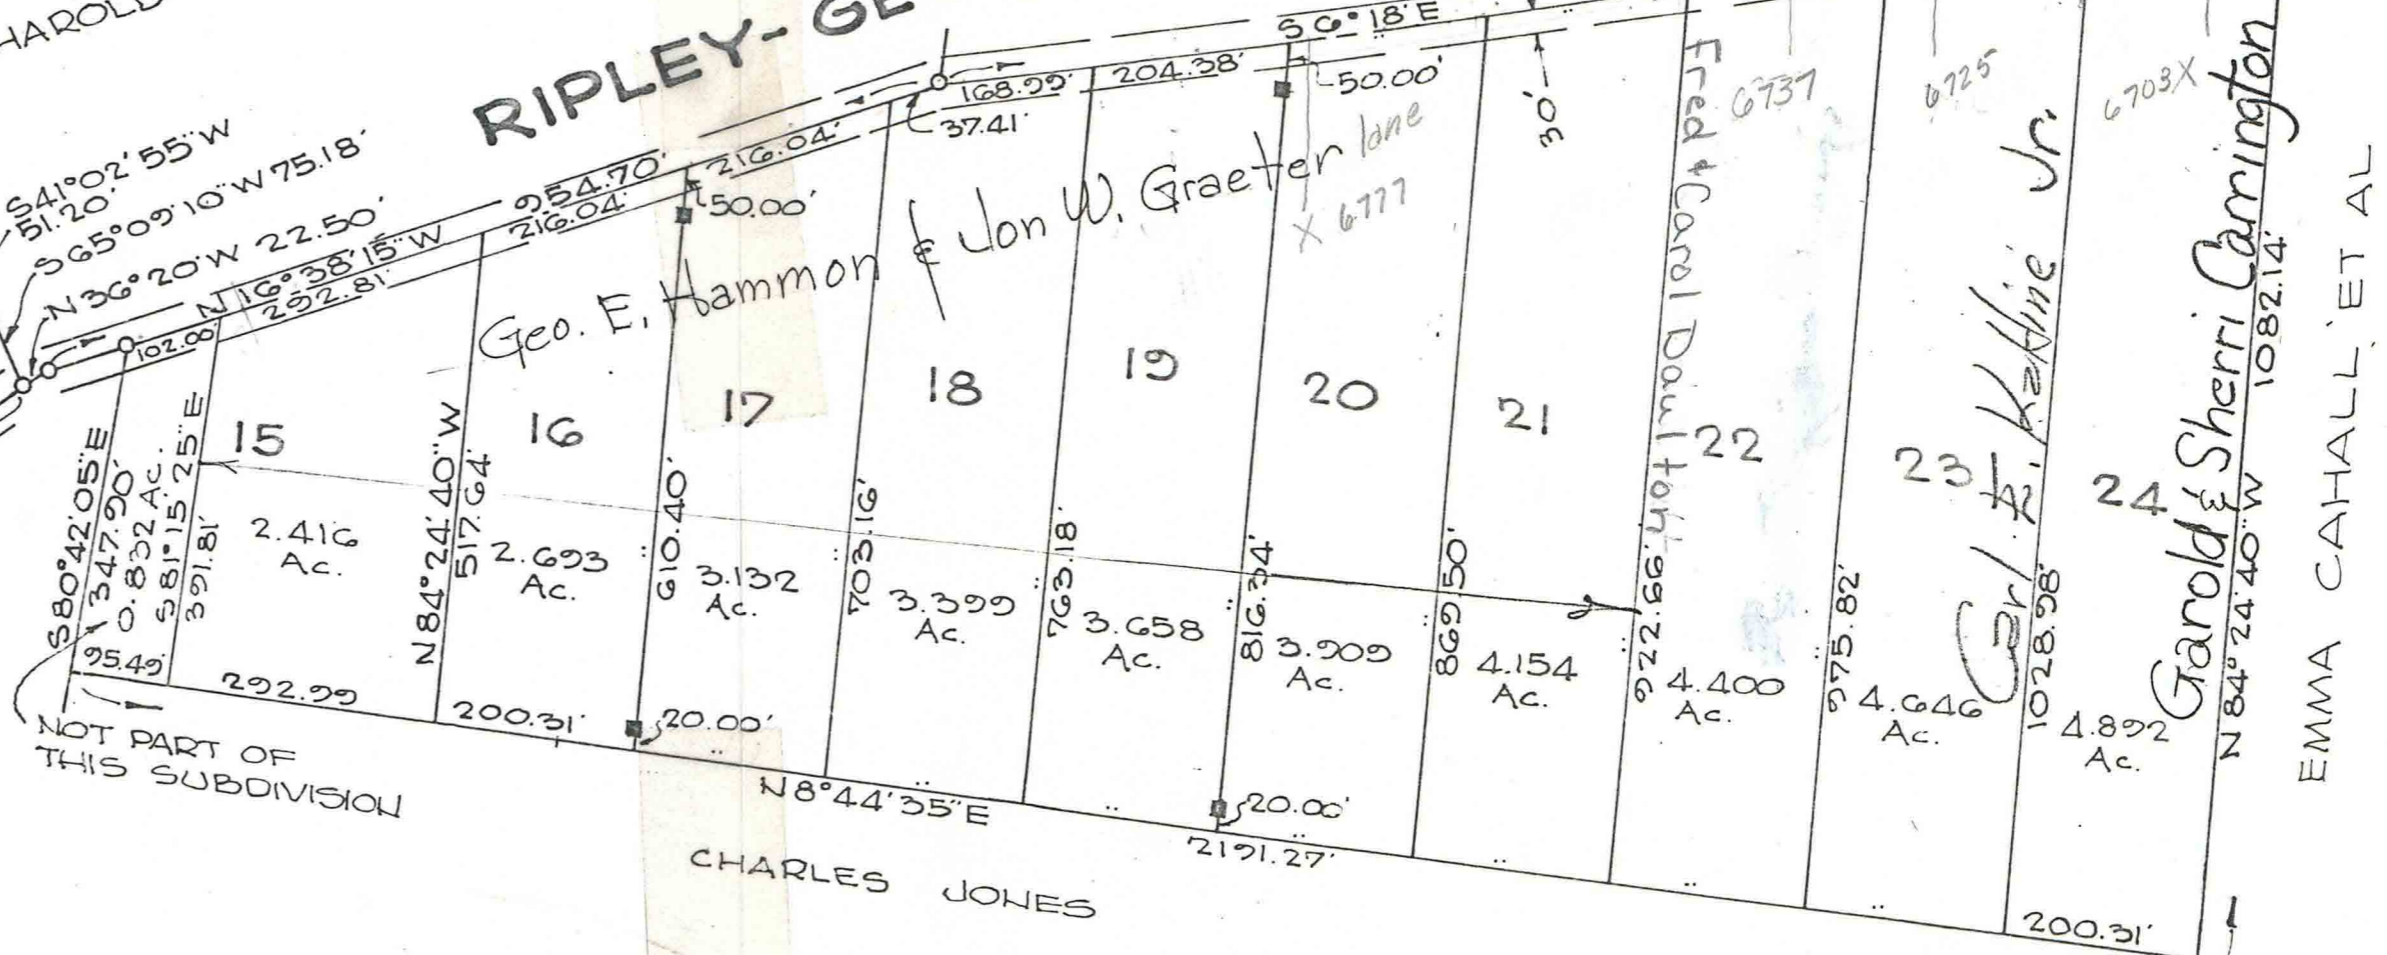 HAROLD
RIPLEY-GE
S 6°18'E
S41°02'55"W
51.20'
S65°09'10"W 75.18'
N36°20'W 22.50'
N16°38'15"W
954.70'
102.00'
292.81'
216.04'
216.04'
50.00'
37.41'
168.99'
204.38'
50.00'
30'
Geo. E. Hammon & Jon W. Graeter
lane
X 6777
6737
6725
6703X
Fred & Carol Daulton
Carl E. Kattine Jr.
Garold & Sherri Carrington
1082.14'
N84°24'40"W
EMMA CAHALL ET AL
15
16
17
18
19
20
21
22
23
24
S80°42'05"E
347.90'
0.832 Ac.
S81°15'25"E
391.81'
N84°24'40"W
517.64'
610.40'
703.16'
763.18'
816.34'
869.50'
922.66'
975.82'
1028.98'
2.416
Ac.
2.693
Ac.
3.132
Ac.
3.399
Ac.
3.658
Ac.
3.909
Ac.
4.154
Ac.
4.400
Ac.
4.646
Ac.
4.892
Ac.
95.49'
292.99
200.31'
20.00'
20.00'
NOT PART OF
THIS SUBDIVISION
N8°44'35"E
2191.27'
200.31'
CHARLES JONES